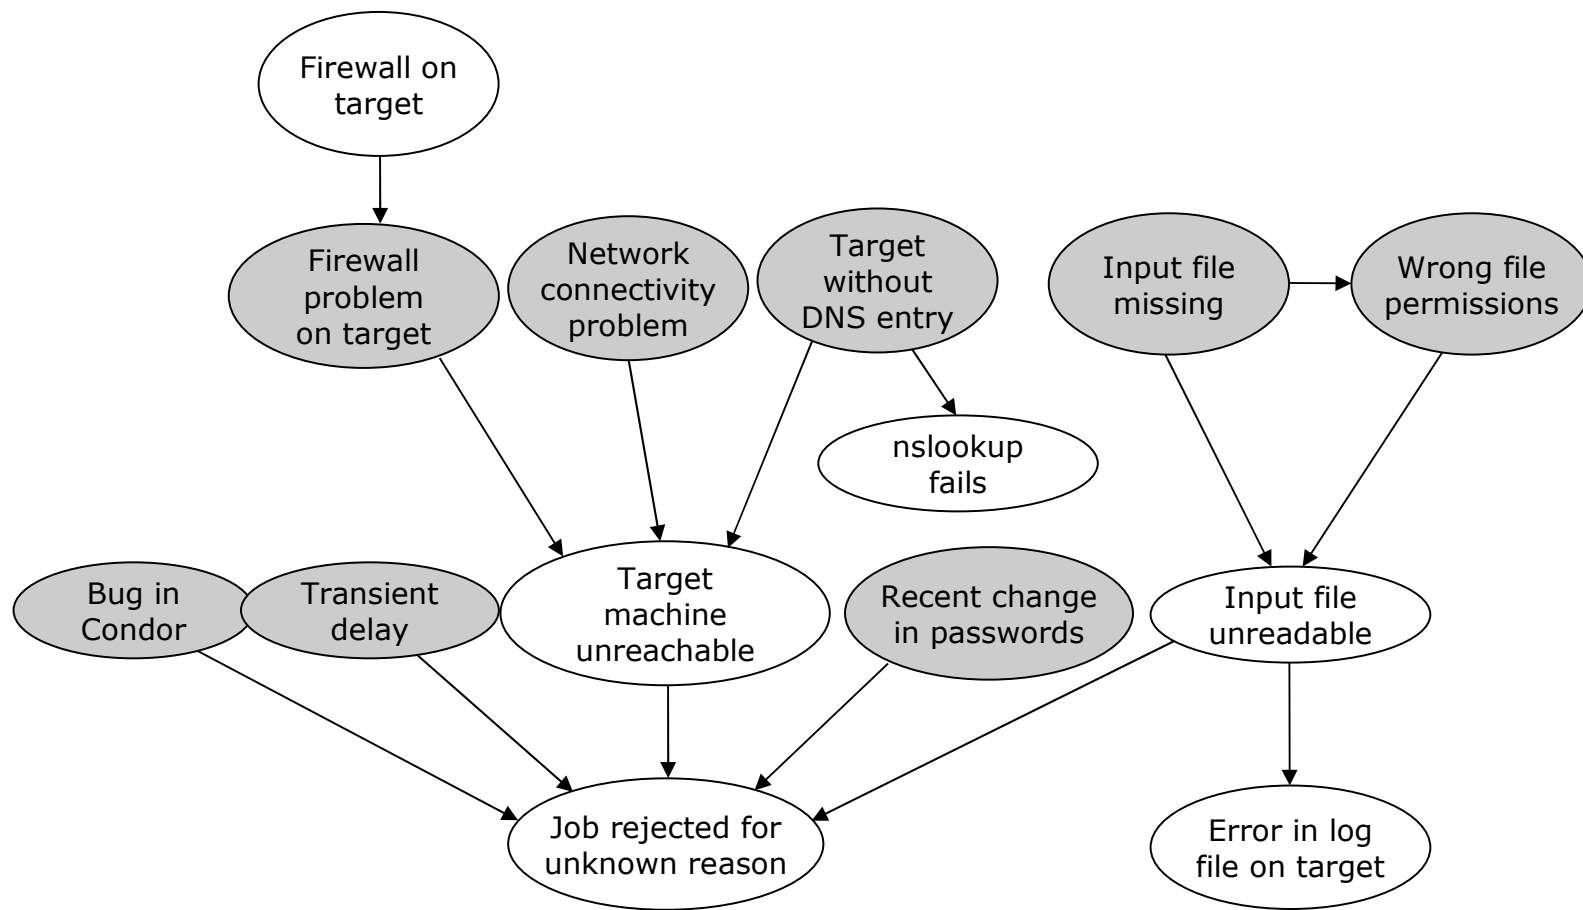 Firewall on
target
Firewall
problem
on target
Network
connectivity
problem
Target
without
DNS entry
Input file
missing
Wrong file
permissions
nslookup
fails
Bug in
Condor
Transient
delay
Target
machine
unreachable
Recent change
in passwords
Input file
unreadable
Job rejected for
unknown reason
Error in log
file on target